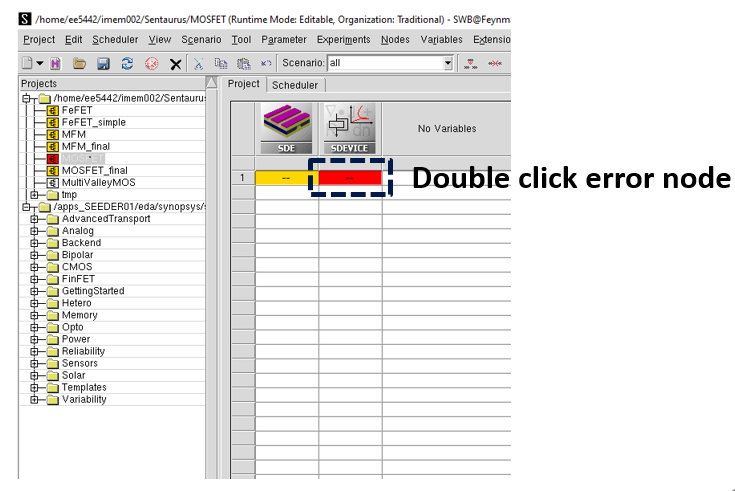 /home/ee5442/imem002/Sentaurus/MOSFET (Runtime Mode: Editable, Organization: Traditional) - SWB@Feynm
Project Edit Scheduler View Scenario Tool Parameter Experiments Nodes Variables Extensio
Scenario: all
Projects
Project Scheduler
/home/ee5442/imem002/Sentauru:
FeFET
FeFET_simple
MFM
MFM_final
MOSFET
MOSFET_final
MultiValleyMOS
tmp
/apps_SEEDER01/eda/synopsys/s
AdvancedTransport
Analog
Backend
Bipolar
CMOS
FinFET
GettingStarted
Hetero
Memory
Opto
Power
Reliability
Sensors
Solar
Templates
Variability
SDE SDEVICE No Variables
1 -- --
Double click error node